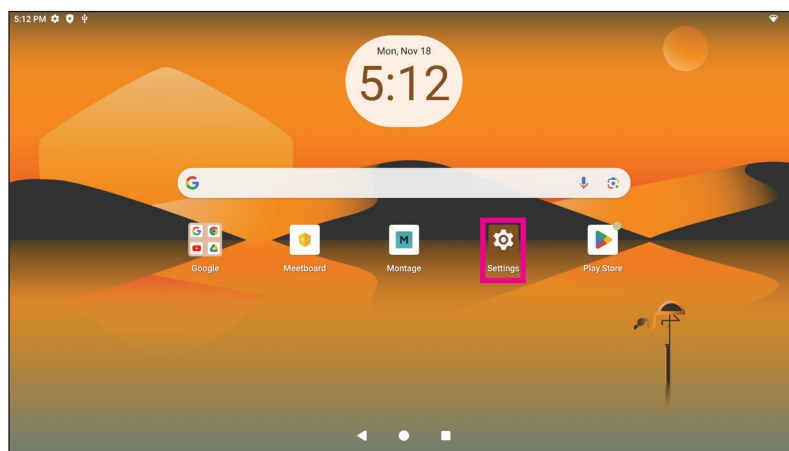 5:12 PM
Mon, Nov 18
5:12
Google
Meetboard
M
Montage
Settings
Play Store